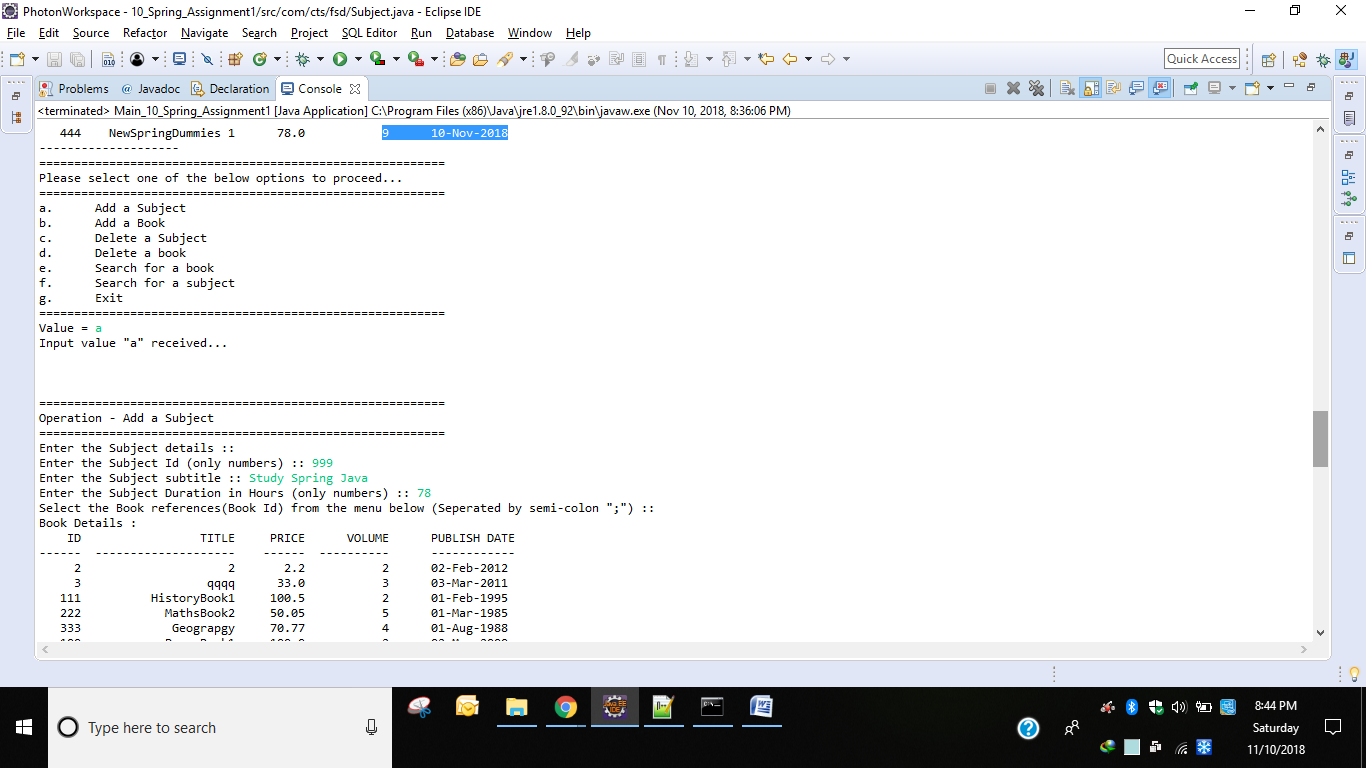 PhotonWorkspace - 10_Spring_Assignment1/src/com/cts/fsd/Subject.java - Eclipse IDE
File Edit Source Refactor Navigate Search Project SQL Editor Run Database Window Help
Quick Access
Problems @ Javadoc Declaration Console
<terminated> Main_10_Spring_Assignment1 [Java Application] C:\Program Files (x86)\Java\jre1.8.0_92\bin\javaw.exe (Nov 10, 2018, 8:36:06 PM)
444 NewSpringDummies 1 78.0 9 10-Nov-2018
--------------------
==========================================================
Please select one of the below options to proceed...
==========================================================
a. Add a Subject
b. Add a Book
c. Delete a Subject
d. Delete a book
e. Search for a book
f. Search for a subject
g. Exit
==========================================================
Value = a
Input value "a" received...
==========================================================
Operation - Add a Subject
==========================================================
Enter the Subject details ::
Enter the Subject Id (only numbers) :: 999
Enter the Subject subtitle :: Study Spring Java
Enter the Subject Duration in Hours (only numbers) :: 78
Select the Book references(Book Id) from the menu below (Seperated by semi-colon ";") ::
Book Details :
ID TITLE PRICE VOLUME PUBLISH DATE
------ -------------------- ------ ---------- ------------
2 2 2.2 2 02-Feb-2012
3 qqqq 33.0 3 03-Mar-2011
111 HistoryBook1 100.5 2 01-Feb-1995
222 MathsBook2 50.05 5 01-Mar-1985
333 Geograpgy 70.77 4 01-Aug-1988
Type here to search
8:44 PM
Saturday
11/10/2018